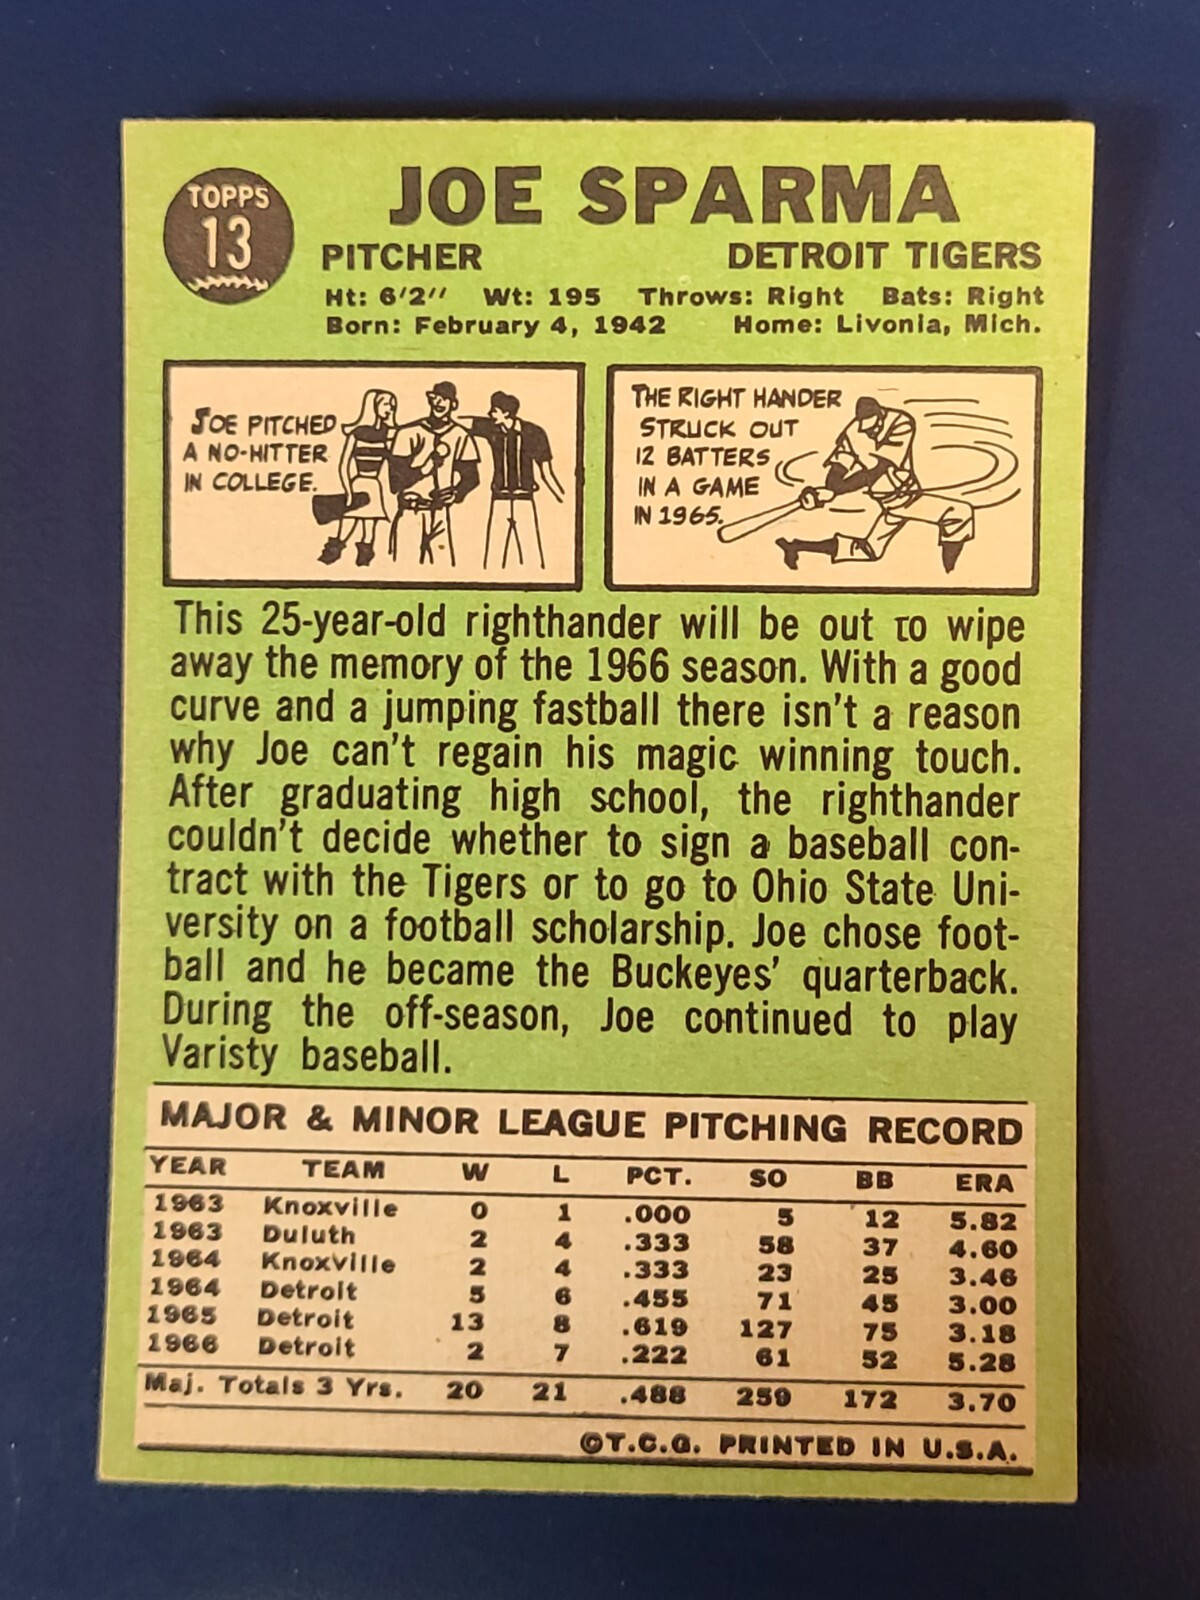 TOPPS
13
JOE SPARMA
PITCHER DETROIT TIGERS
Ht: 6'2" Wt: 195 Throws: Right Bats: Right
Born: February 4, 1942 Home: Livonia, Mich.
JOE PITCHED
A NO-HITTER
IN COLLEGE.
THE RIGHT HANDER
STRUCK OUT
12 BATTERS
IN A GAME
IN 1965.
This 25-year-old righthander will be out to wipe
away the memory of the 1966 season. With a good
curve and a jumping fastball there isn't a reason
why Joe can't regain his magic winning touch.
After graduating high school, the righthander
couldn't decide whether to sign a baseball con-
tract with the Tigers or to go to Ohio State Uni-
versity on a football scholarship. Joe chose foot-
ball and he became the Buckeyes' quarterback.
During the off-season, Joe continued to play
Varisty baseball.
MAJOR & MINOR LEAGUE PITCHING RECORD
YEAR TEAM W L PCT. SO BB ERA
1963 Knoxville 0 1 .000 5 12 5.82
1963 Duluth 2 4 .333 58 37 4.60
1964 Knoxville 2 4 .333 23 25 3.46
1964 Detroit 5 6 .455 71 45 3.00
1965 Detroit 13 8 .619 127 75 3.18
1966 Detroit 2 7 .222 61 52 5.28
Maj. Totals 3 Yrs. 20 21 .488 259 172 3.70
©T.C.G. PRINTED IN U.S.A.